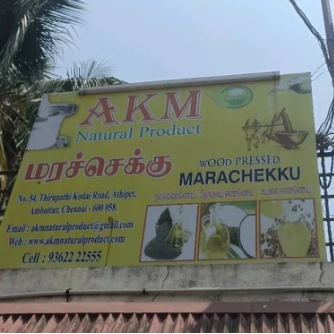 AKM
Natural Product
மரச்செக்கு
WOOD PRESSED
MARACHEKKU
No. 54, Thirupathi Kodai Road, Athipet,
Ambattur, Chennai - 600 058.
Email : akmnaturalproduct@gmail.com
Web : www.akmnaturalproduct.com
Cell : 93622 22555